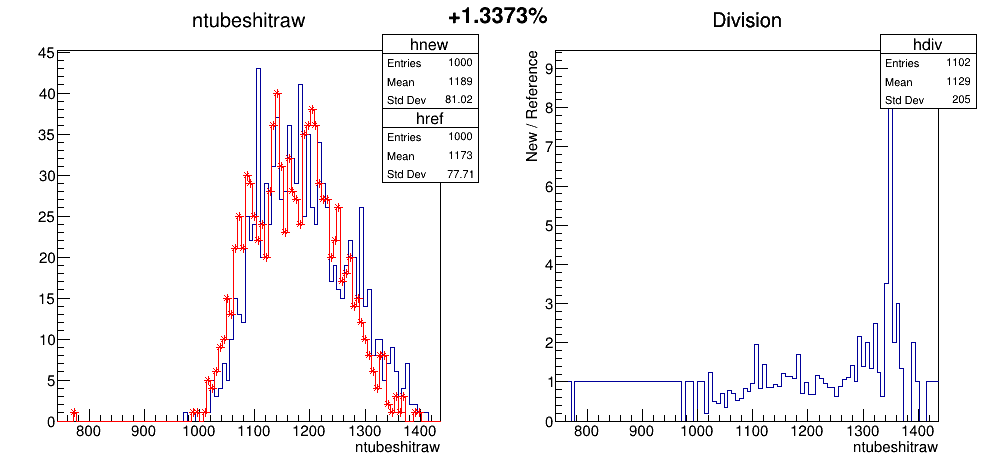 +1.3373%
ntubeshitraw
hnew
Entries 1000
Mean 1189
Std Dev 81.02
href
Entries 1000
Mean 1173
Std Dev 77.71
45
40
35
30
25
20
15
10
5
0
800 900 1000 1100 1200 1300 1400
ntubeshitraw
Division
hdiv
Entries 1102
Mean 1129
Std Dev 205
New / Reference
9
8
7
6
5
4
3
2
1
0
800 900 1000 1100 1200 1300 1400
ntubeshitraw